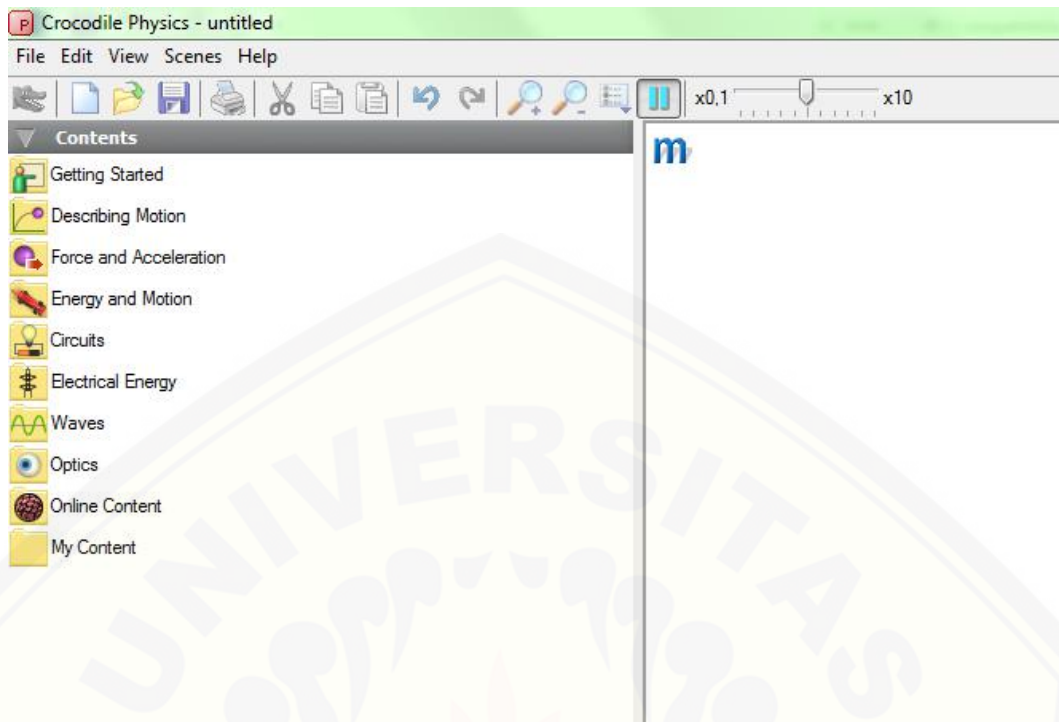 Crocodile Physics - untitled
File Edit View Scenes Help
x0,1 x10
Contents
m
Getting Started
Describing Motion
Force and Acceleration
Energy and Motion
Circuits
Electrical Energy
Waves
Optics
Online Content
My Content
UNIVERSITAS